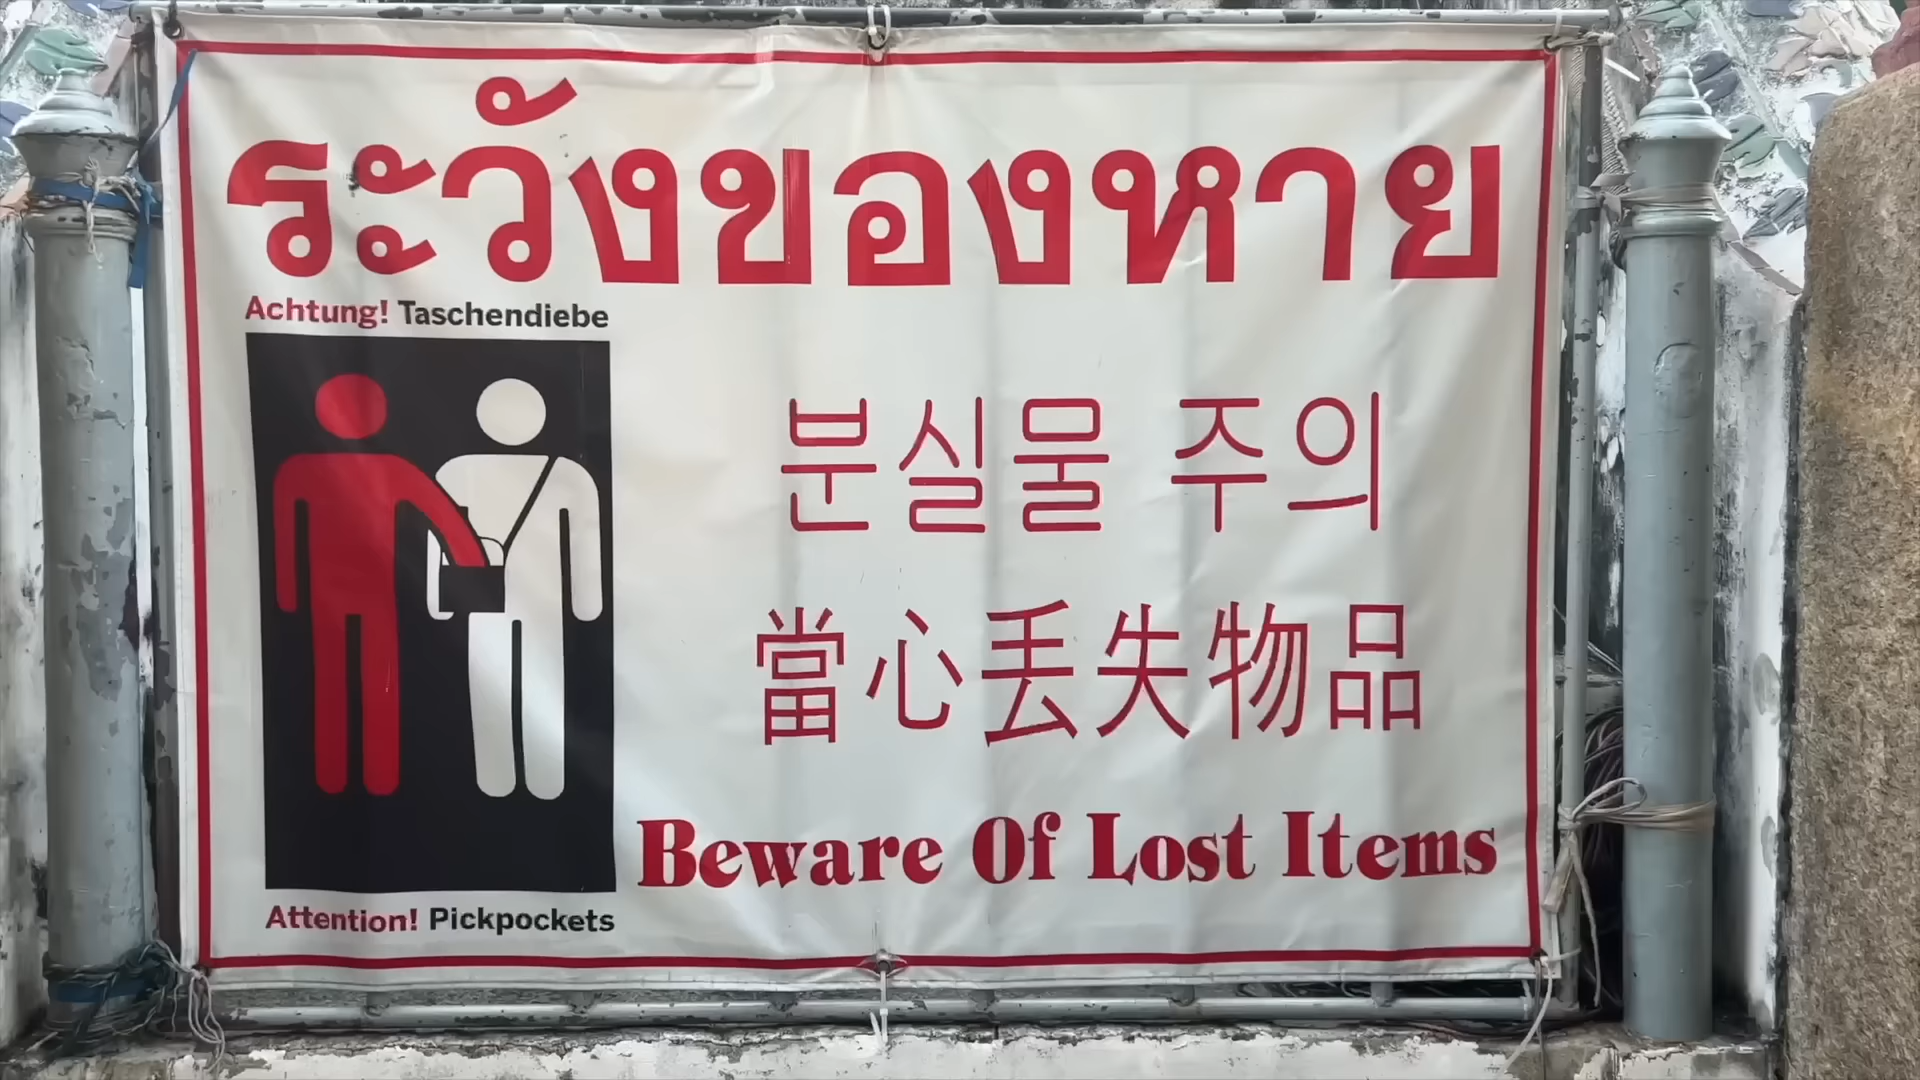 ระวังของหาย
Achtung! Taschendiebe
분실물 주의
當心丟失物品
Beware Of Lost Items
Attention! Pickpockets